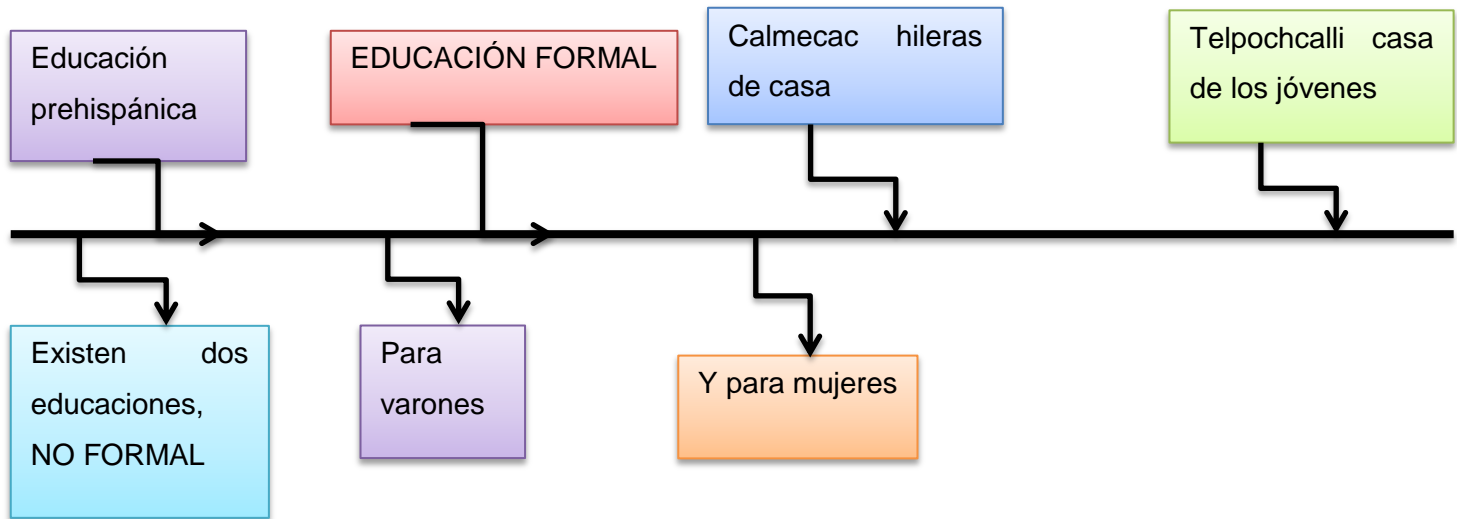 Educación
prehispánica
EDUCACIÓN FORMAL
Calmecac hileras
de casa
Telpochcalli casa
de los jóvenes
Existen dos
educaciones,
NO FORMAL
Para
varones
Y para mujeres